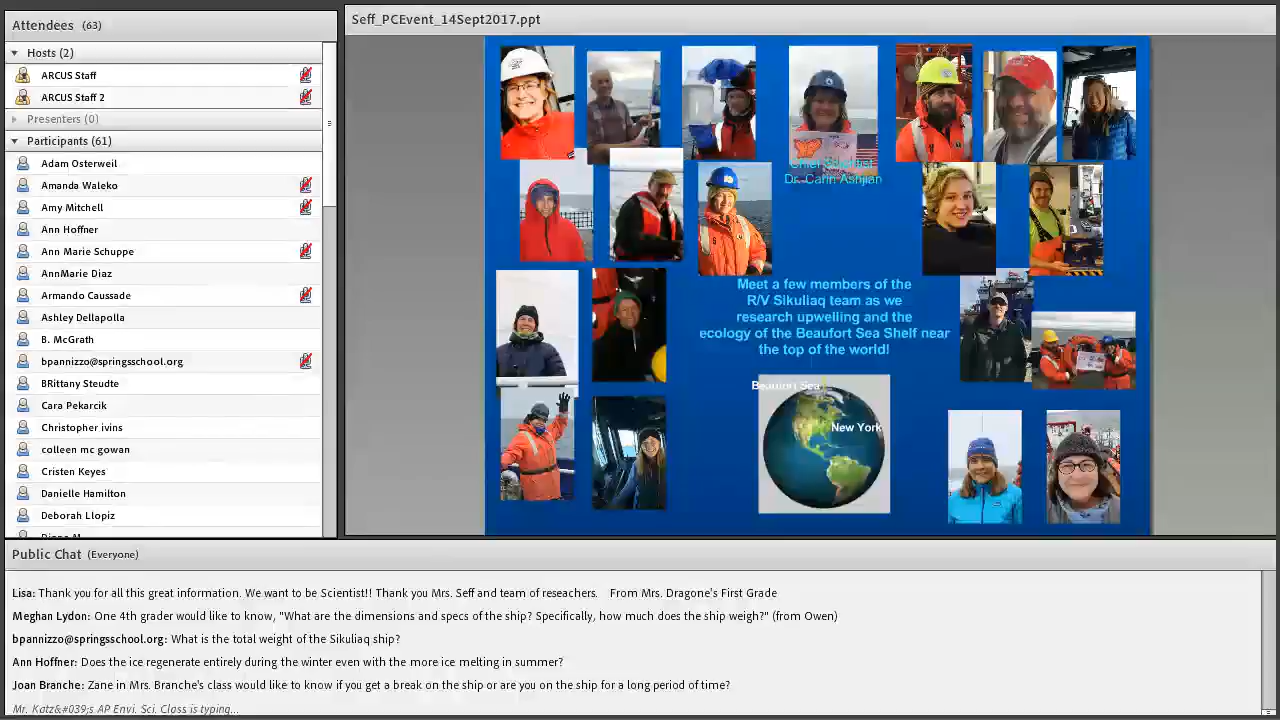 Attendees (63)
Hosts (2)
ARCUS Staff
ARCUS Staff 2
Presenters (0)
Participants (61)
Adam Osterweil
Amanda Waleko
Amy Mitchell
Ann Hoffner
Ann Marie Schuppe
AnnMarie Diaz
Armando Caussade
Ashley Dellapolla
B. McGrath
bpannizzo@springsschool.org
BRittany Steudte
Cara Pekarcik
Christopher ivins
colleen mc gowan
Cristen Keyes
Danielle Hamilton
Deborah Llopiz
Seff_PCEvent_14Sept2017.ppt
Chief Scientist
Dr. Carin Ashjian
Meet a few members of the
R/V Sikuliaq team as we
research upwelling and the
ecology of the Beaufort Sea Shelf near
the top of the world!
Beaufort Sea
New York
Public Chat (Everyone)
Lisa: Thank you for all this great information. We want to be Scientist!! Thank you Mrs. Seff and team of reseachers. From Mrs. Dragone's First Grade
Meghan Lydon: One 4th grader would like to know, "What are the dimensions and specs of the ship? Specifically, how much does the ship weigh?" (from Owen)
bpannizzo@springsschool.org: What is the total weight of the Sikuliaq ship?
Ann Hoffner: Does the ice regenerate entirely during the winter even with the more ice melting in summer?
Joan Branche: Zane in Mrs. Branche's class would like to know if you get a break on the ship or are you on the ship for a long period of time?
Mr. Katz&#039;s AP Envi. Sci. Class is typing...